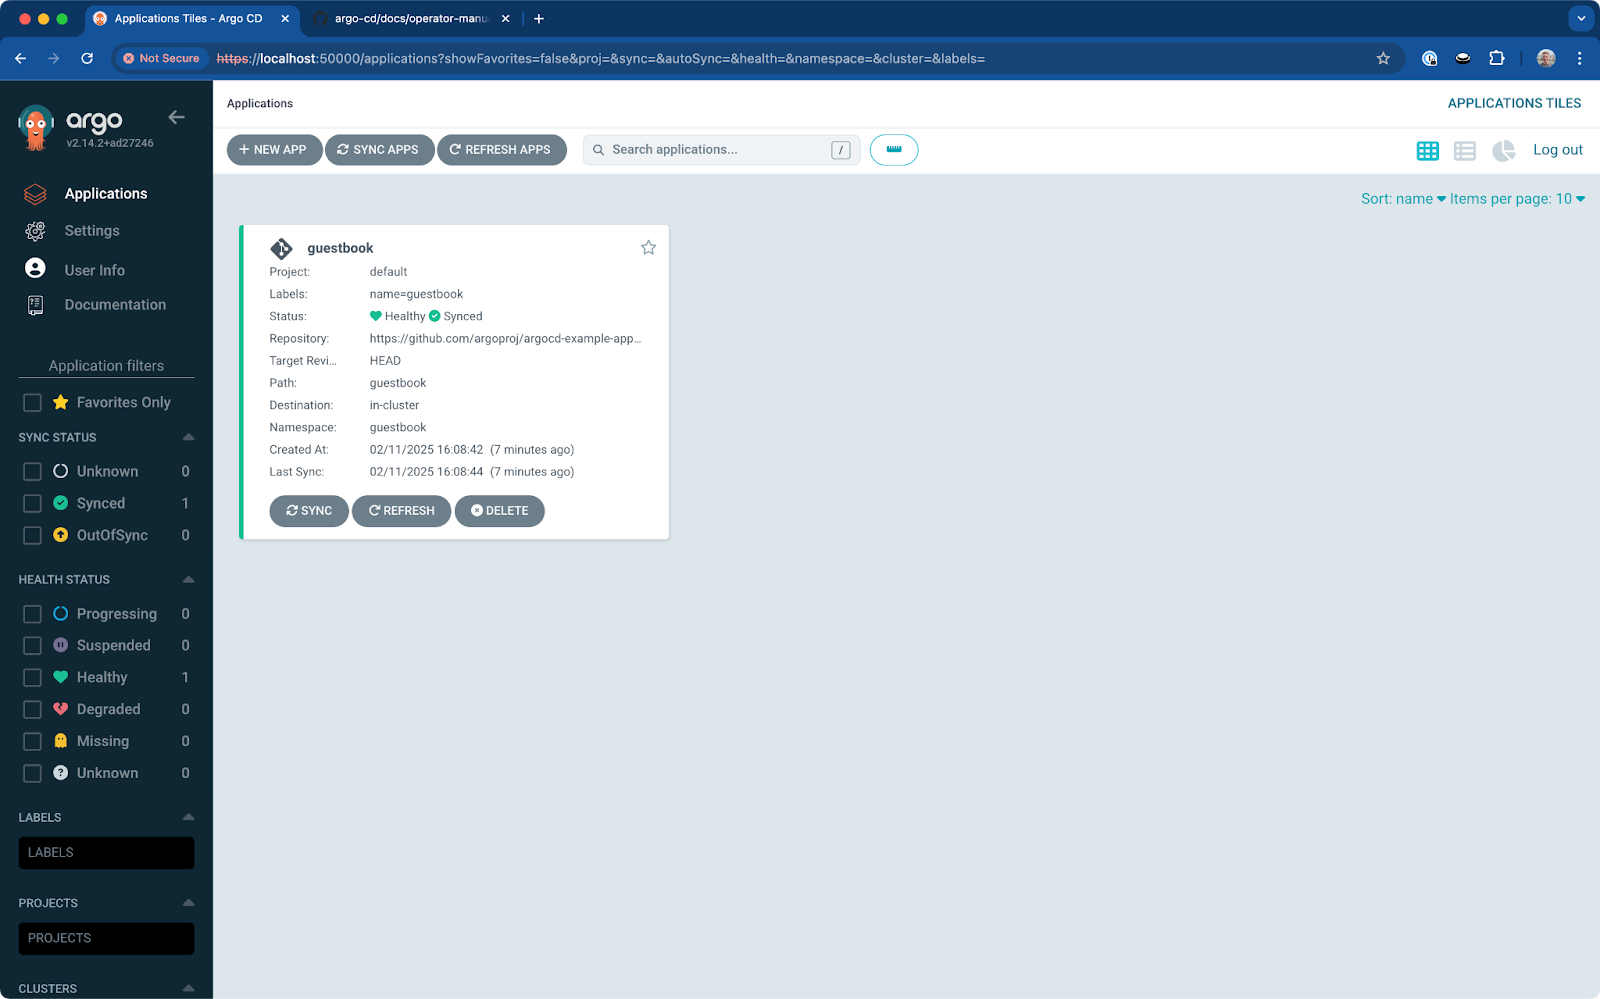 Applications Tiles - Argo CD
argo-cd/docs/operator-manu
Not Secure
https://localhost:50000/applications?showFavorites=false&proj=&sync=&autoSync=&health=&namespace=&cluster=&labels=
argo
v2.14.2+ad27246
Applications
Settings
User Info
Documentation
Application filters
Favorites Only
SYNC STATUS
Unknown 0
Synced 1
OutOfSync 0
HEALTH STATUS
Progressing 0
Suspended 0
Healthy 1
Degraded 0
Missing 0
Unknown 0
LABELS
LABELS
PROJECTS
PROJECTS
CLUSTERS
Applications
APPLICATIONS TILES
+ NEW APP SYNC APPS REFRESH APPS Search applications... / Log out
Sort: name Items per page: 10
guestbook
Project: default
Labels: name=guestbook
Status: Healthy Synced
Repository: https://github.com/argoproj/argocd-example-app...
Target Revi... HEAD
Path: guestbook
Destination: in-cluster
Namespace: guestbook
Created At: 02/11/2025 16:08:42 (7 minutes ago)
Last Sync: 02/11/2025 16:08:44 (7 minutes ago)
SYNC REFRESH DELETE